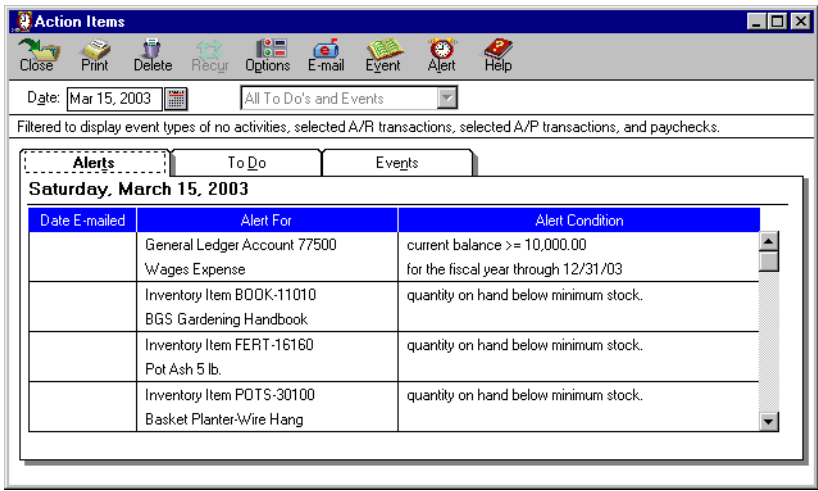 Action Items
Close Print Delete Recur Options E-mail Event Alert Help
Date: Mar 15, 2003 All To Do's and Events
Filtered to display event types of no activities, selected A/R transactions, selected A/P transactions, and paychecks.
Alerts To Do Events
Saturday, March 15, 2003
Date E-mailed Alert For Alert Condition
General Ledger Account 77500 current balance >= 10,000.00
Wages Expense for the fiscal year through 12/31/03
Inventory Item BOOK-11010 quantity on hand below minimum stock.
BGS Gardening Handbook
Inventory Item FERT-16160 quantity on hand below minimum stock.
Pot Ash 5 lb.
Inventory Item POTS-30100 quantity on hand below minimum stock.
Basket Planter-Wire Hang